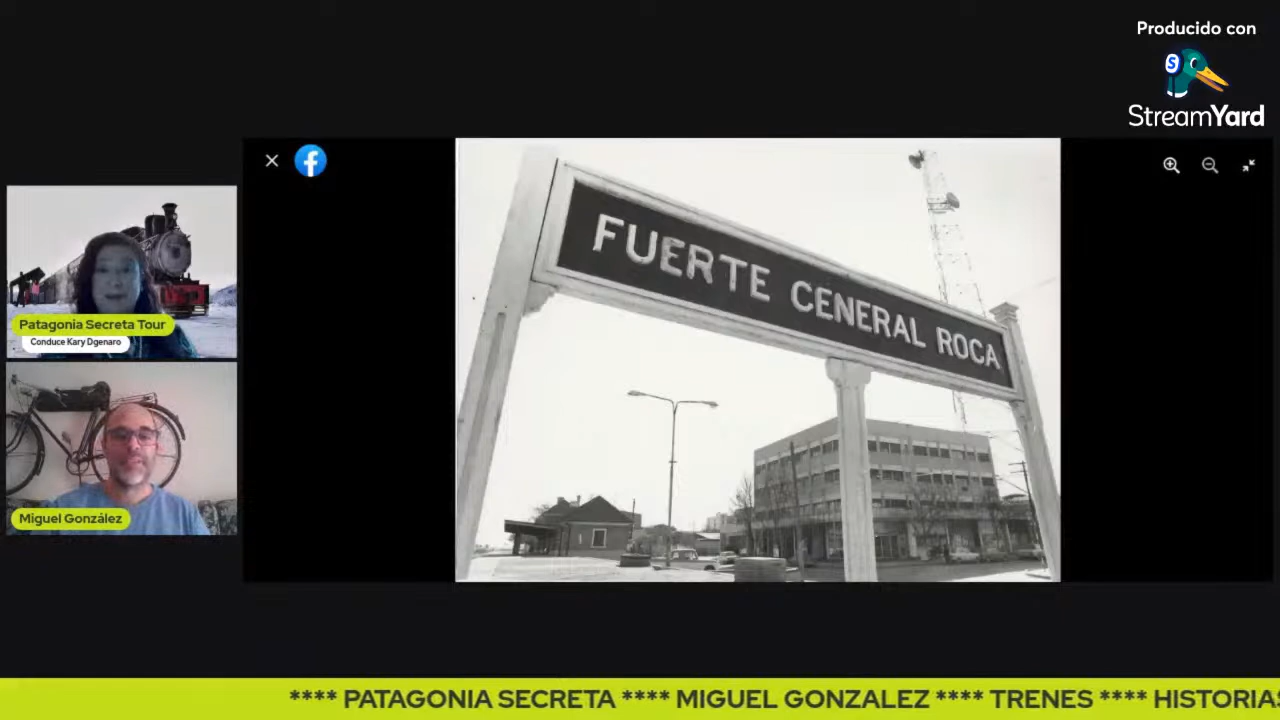 Producido con
StreamYard
FUERTE GENERAL ROCA
Patagonia Secreta Tour
Conduce Kary Dgenaro
Miguel González
**** PATAGONIA SECRETA **** MIGUEL GONZALEZ **** TRENES **** HISTORIAS